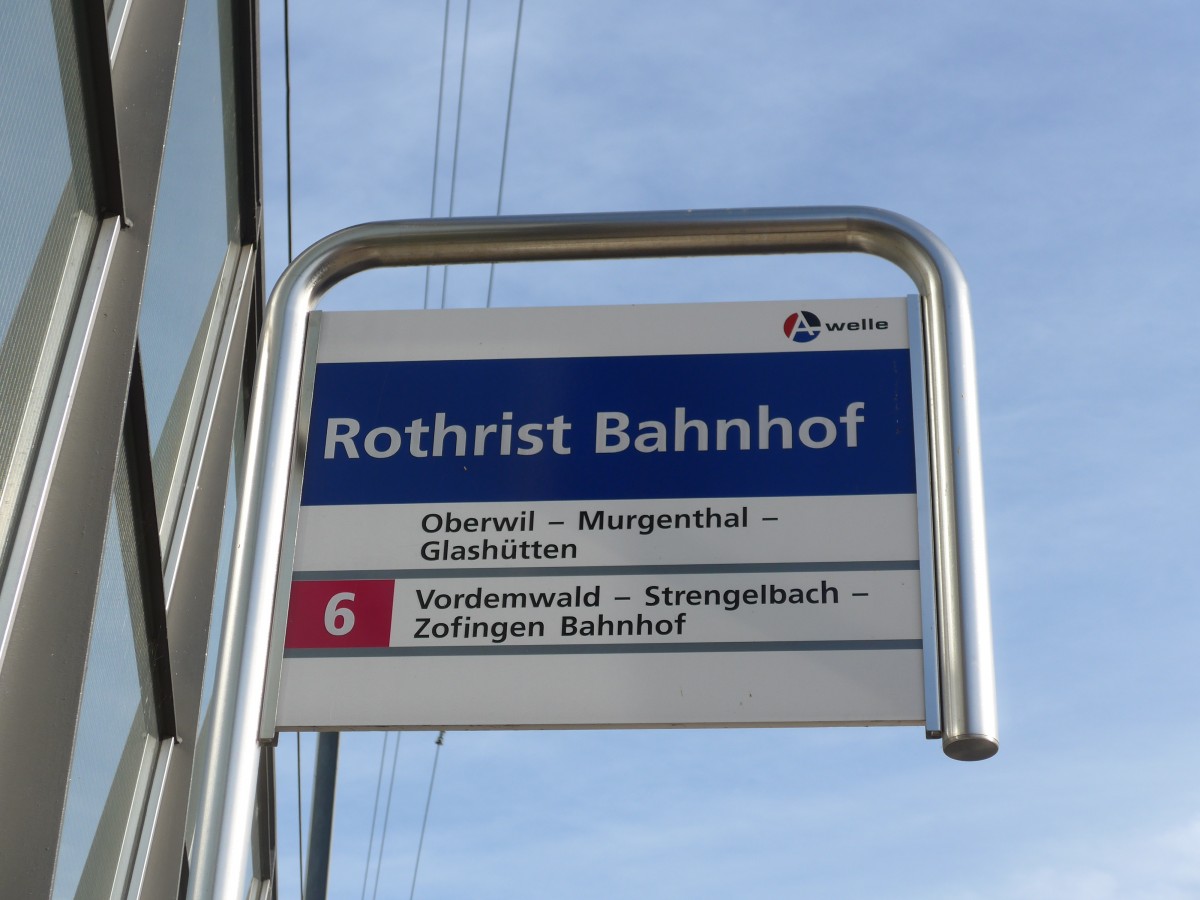 A welle
Rothrist Bahnhof
Oberwil – Murgenthal –
Glashütten
6 Vordemwald – Strengelbach –
Zofingen Bahnhof